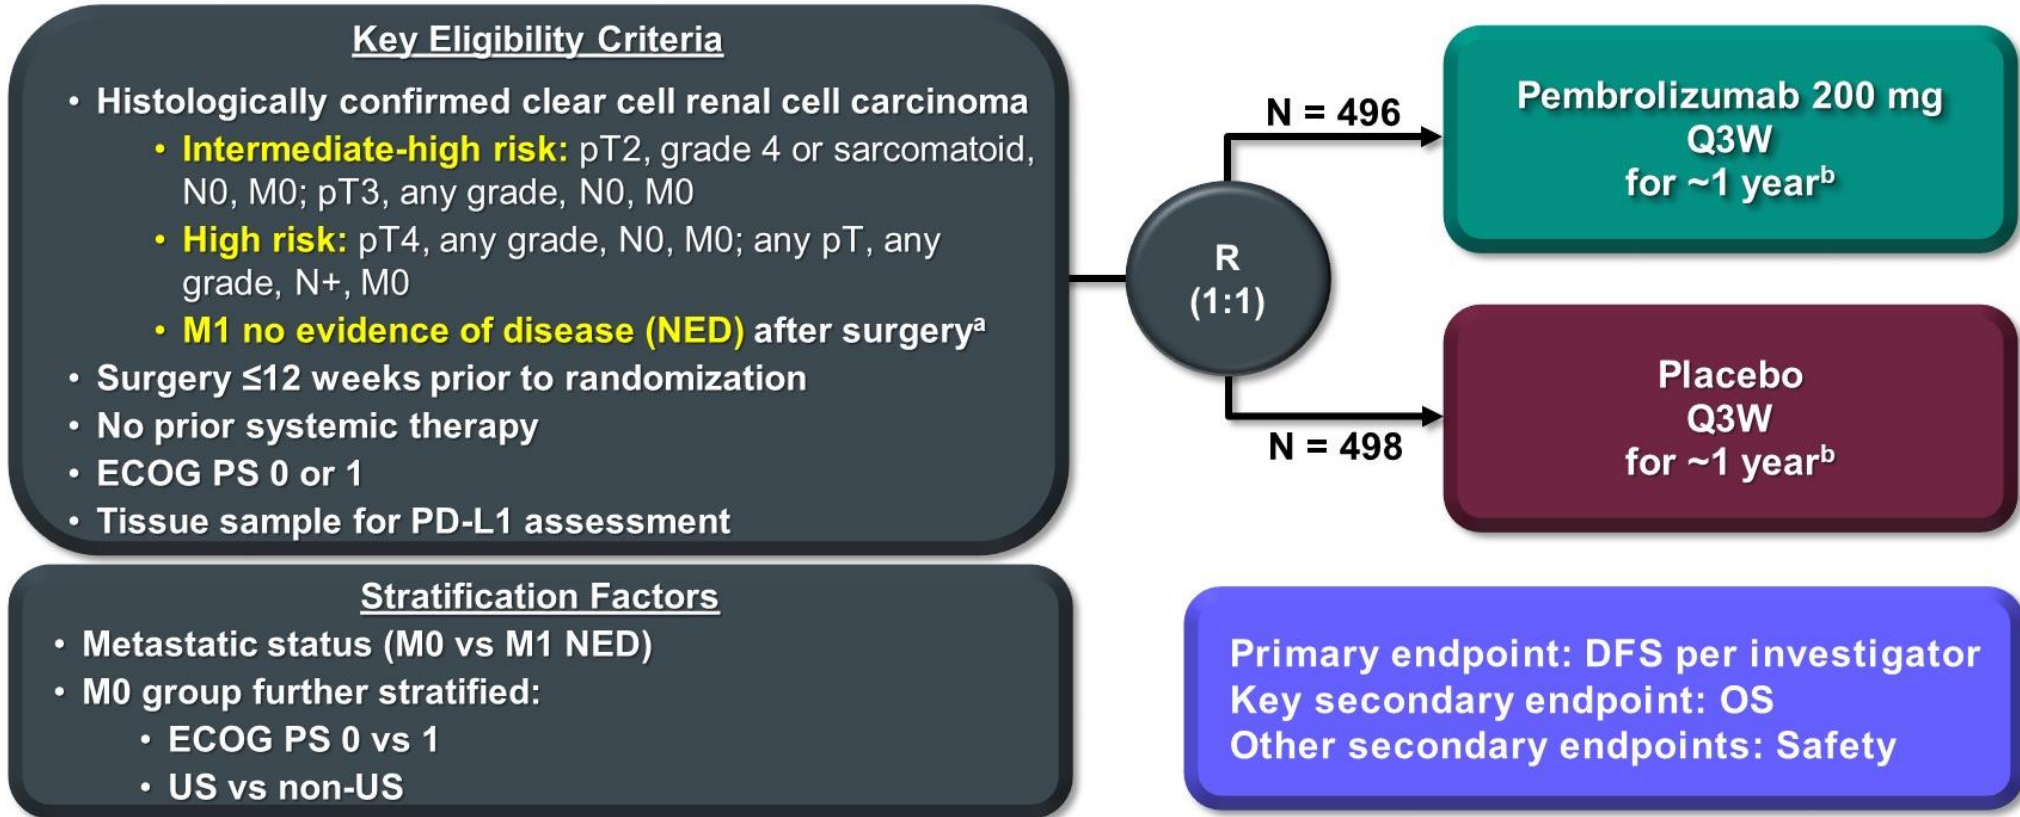 Key Eligibility Criteria
• Histologically confirmed clear cell renal cell carcinoma
• Intermediate-high risk: pT2, grade 4 or sarcomatoid,
N0, M0; pT3, any grade, N0, M0
• High risk: pT4, any grade, N0, M0; any pT, any
grade, N+, M0
• M1 no evidence of disease (NED) after surgeryᵃ
• Surgery ≤12 weeks prior to randomization
• No prior systemic therapy
• ECOG PS 0 or 1
• Tissue sample for PD-L1 assessment
Stratification Factors
• Metastatic status (M0 vs M1 NED)
• M0 group further stratified:
• ECOG PS 0 vs 1
• US vs non-US
R
(1:1)
N = 496
Pembrolizumab 200 mg
Q3W
for ~1 yearᵇ
N = 498
Placebo
Q3W
for ~1 yearᵇ
Primary endpoint: DFS per investigator
Key secondary endpoint: OS
Other secondary endpoints: Safety